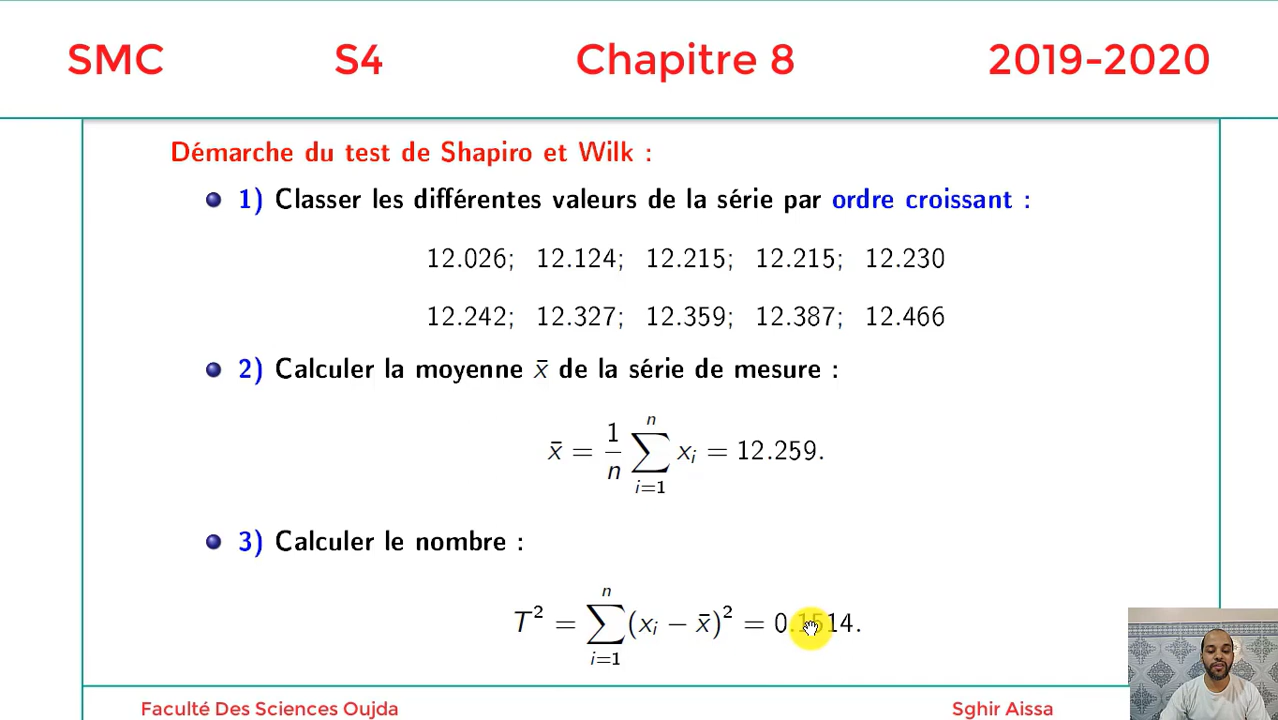 SMC S4 Chapitre 8 2019-2020
Démarche du test de Shapiro et Wilk :
1) Classer les différentes valeurs de la série par ordre croissant :
12.026; 12.124; 12.215; 12.215; 12.230
12.242; 12.327; 12.359; 12.387; 12.466
2) Calculer la moyenne x̄ de la série de mesure :
x̄ = 1/n ∑_{i=1}^{n} x_i = 12.259.
3) Calculer le nombre :
T² = ∑_{i=1}^{n} (x_i − x̄)² = 0.1514.
Faculté Des Sciences Oujda Sghir Aissa